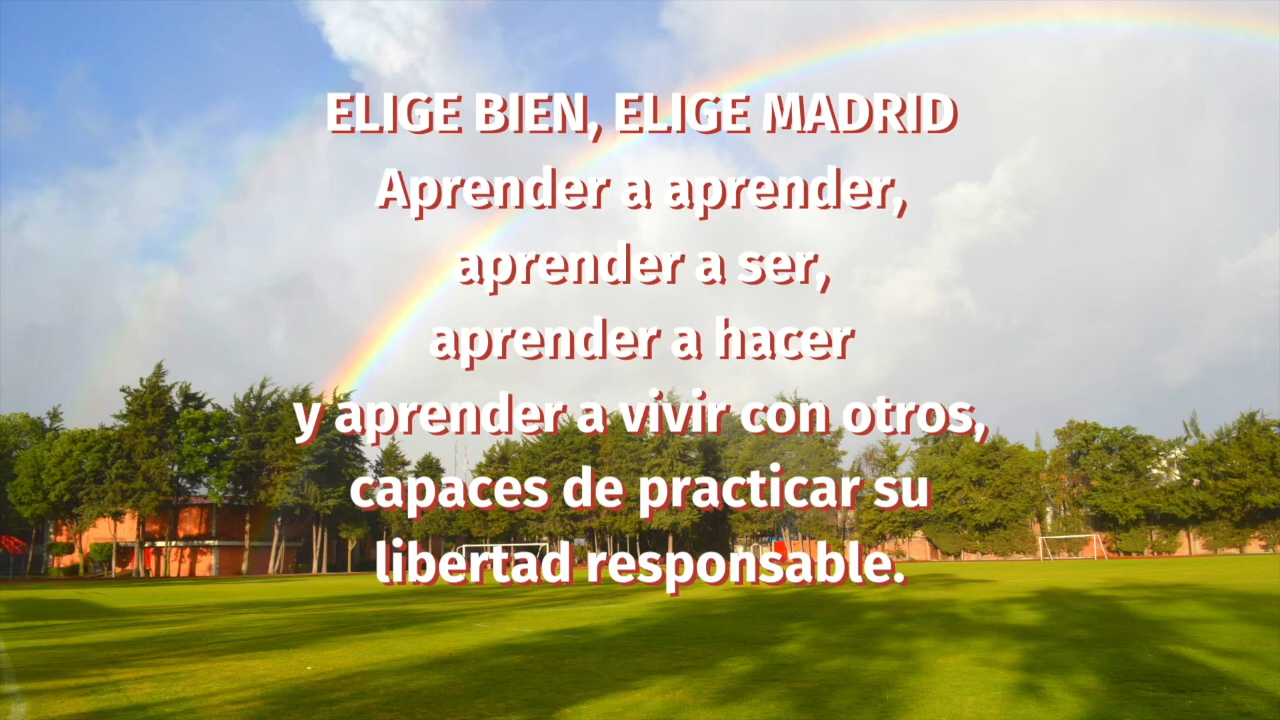 ELIGE BIEN, ELIGE MADRID
Aprender a aprender,
aprender a ser,
aprender a hacer
y aprender a vivir con otros,
capaces de practicar su
libertad responsable.